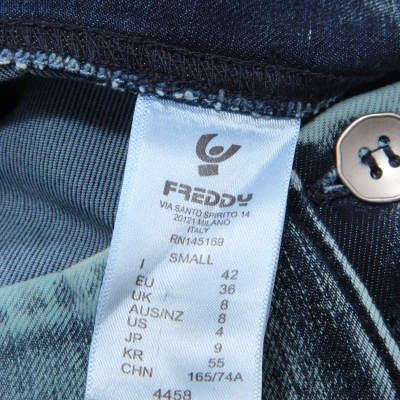 FREDDY
VIA SANTO SPIRITO 14
20121 MILANO
ITALY
RN145169
SMALL
I 42
EU 36
UK 8
AUS/NZ 8
US 4
JP 9
KR 55
CHN 165/74A
4458